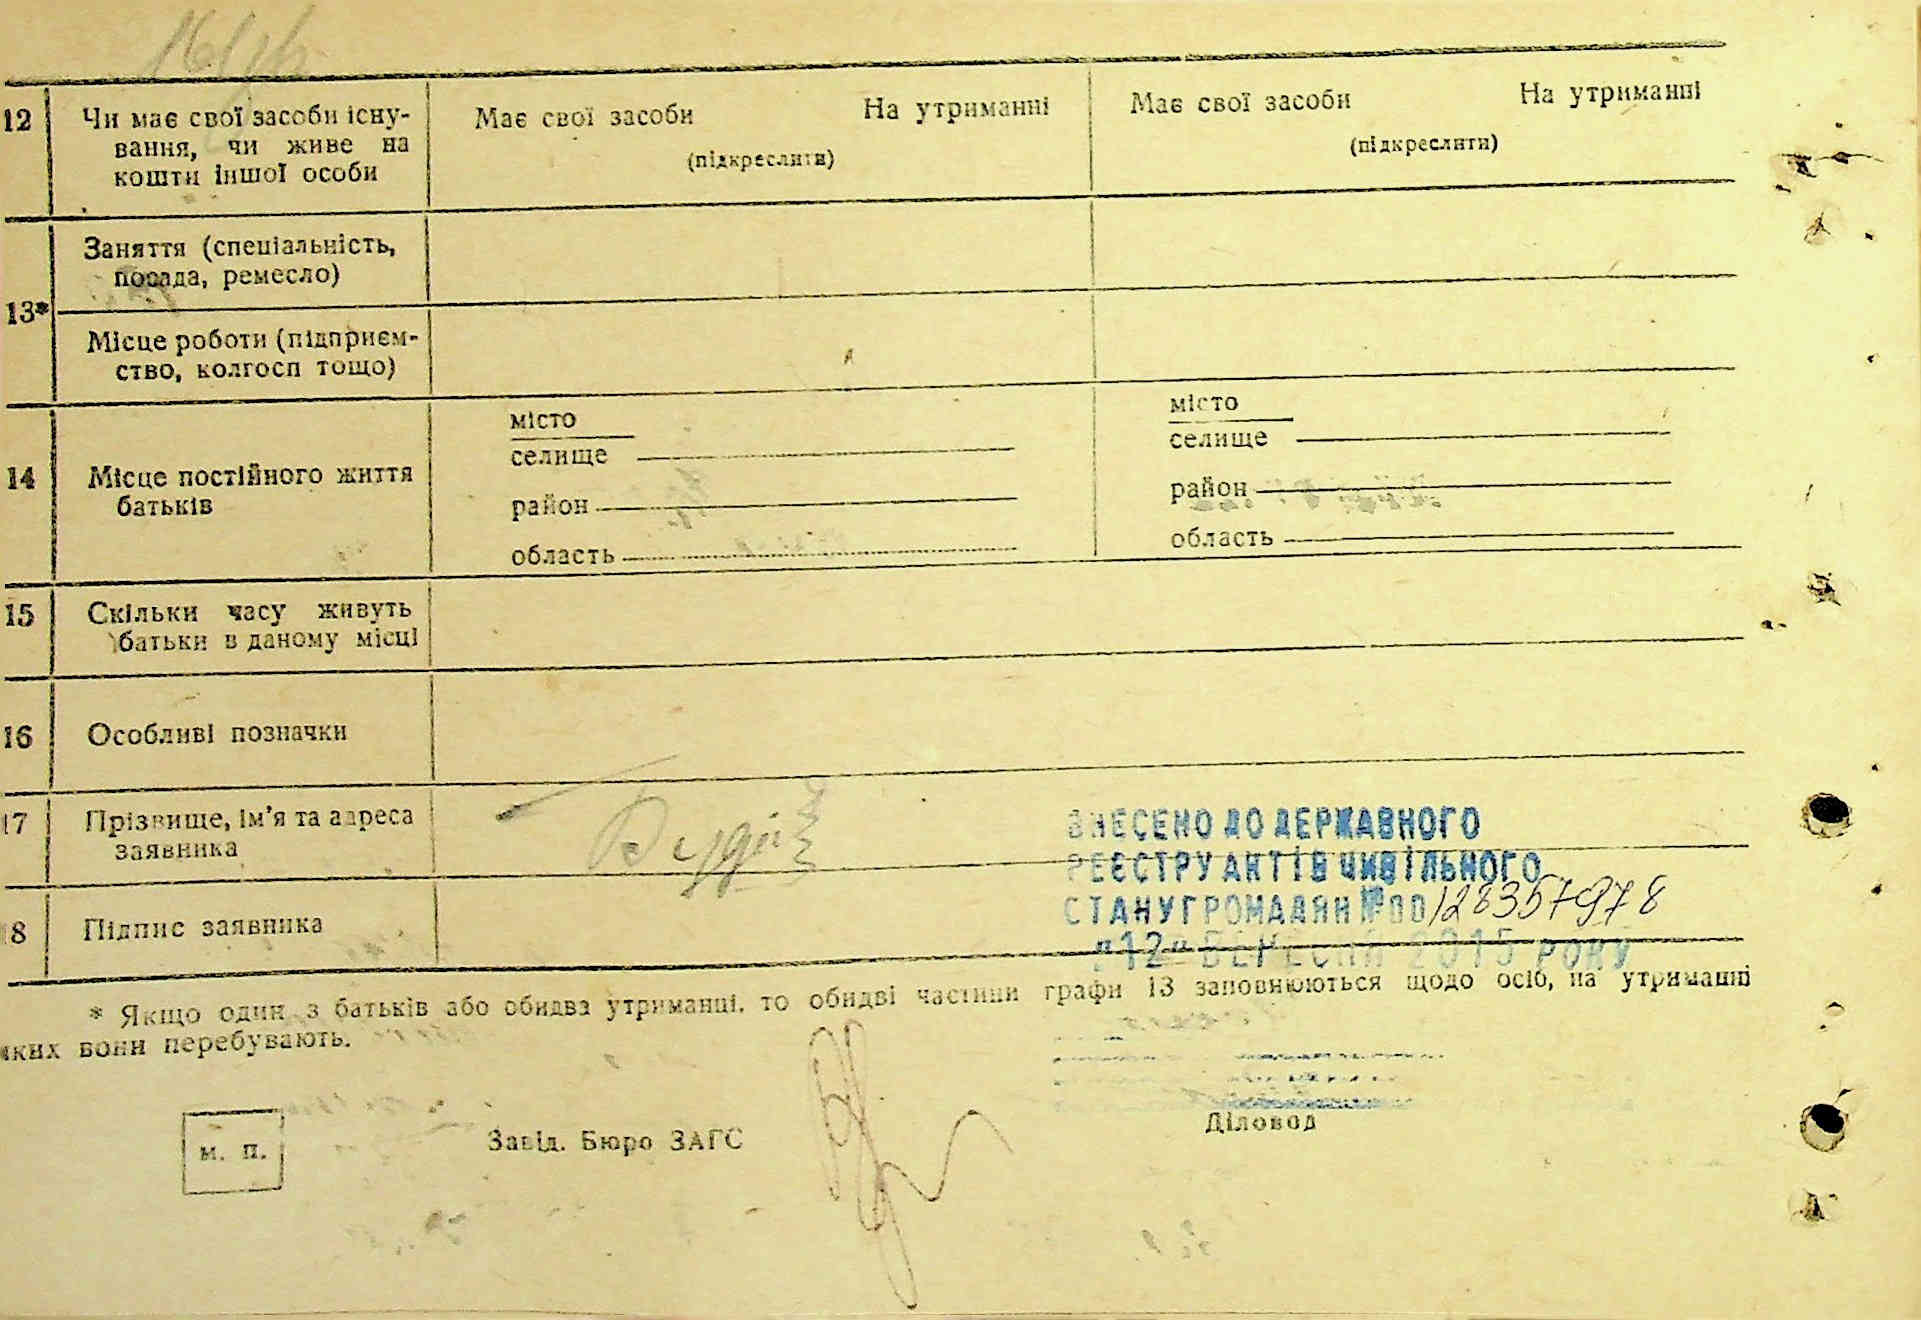 12 Чи має свої засоби існу-
вання, чи живе на
кошти іншої особи
Має свої засоби На утриманні
(підкреслити)
Має свої засоби На утриманні
(підкреслити)
13*
Заняття (спеціальність,
посада, ремесло)
Місце роботи (підприєм-
ство, колгосп тощо)
14 Місце постійного життя
батьків
місто
селище
район
область
місто
селище
район
область
15 Скільки часу живуть
батьки в даному місці
16 Особливі позначки
17 Прізвище, ім'я та адреса
заявника
18 Підпис заявника
ВНЕСЕНО ДО ДЕРЖАВНОГО
РЕЄСТРУ АКТІВ ЦИВІЛЬНОГО
СТАНУ ГРОМАДЯН №00128357978
"12" ВЕРЕСНЯ 2015 РОКУ
* Якщо один з батьків або обидва утриманці, то обидві частини графи 13 заповнюються щодо осіб, на утриманні
яких вони перебувають.
м. п.
Завід. Бюро ЗАГС
Діловод